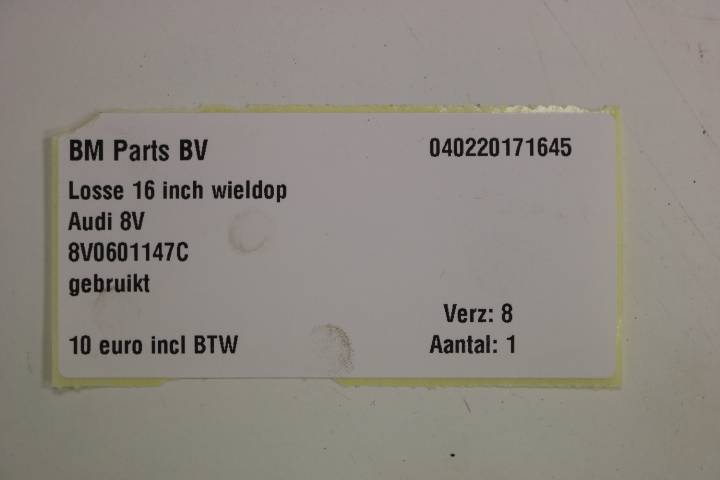 BM Parts BV 040220171645
Losse 16 inch wieldop
Audi 8V
8V0601147C
gebruikt
Verz: 8
10 euro incl BTW Aantal: 1